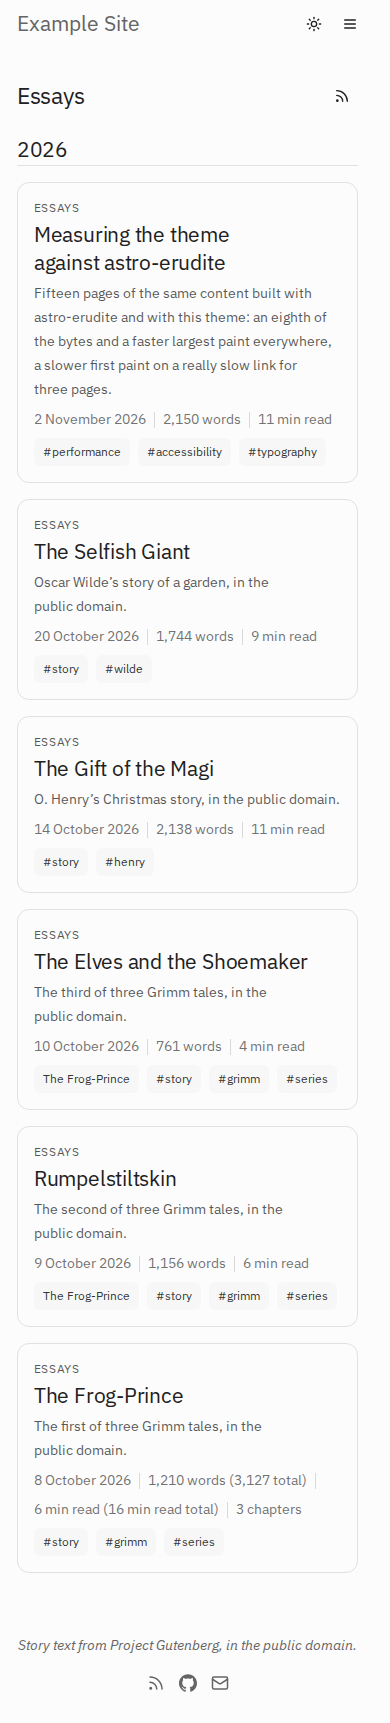 Example Site
Essays
2026
ESSAYS
Measuring the theme
against astro-erudite
Fifteen pages of the same content built with
astro-erudite and with this theme: an eighth of
the bytes and a faster largest paint everywhere,
a slower first paint on a really slow link for
three pages.
2 November 2026 2,150 words 11 min read
#performance #accessibility #typography
ESSAYS
The Selfish Giant
Oscar Wilde’s story of a garden, in the
public domain.
20 October 2026 1,744 words 9 min read
#story #wilde
ESSAYS
The Gift of the Magi
O. Henry’s Christmas story, in the public domain.
14 October 2026 2,138 words 11 min read
#story #henry
ESSAYS
The Elves and the Shoemaker
The third of three Grimm tales, in the
public domain.
10 October 2026 761 words 4 min read
The Frog-Prince #story #grimm #series
ESSAYS
Rumpelstiltskin
The second of three Grimm tales, in the
public domain.
9 October 2026 1,156 words 6 min read
The Frog-Prince #story #grimm #series
ESSAYS
The Frog-Prince
The first of three Grimm tales, in the
public domain.
8 October 2026 1,210 words (3,127 total)
6 min read (16 min read total) 3 chapters
#story #grimm #series
Story text from Project Gutenberg, in the public domain.